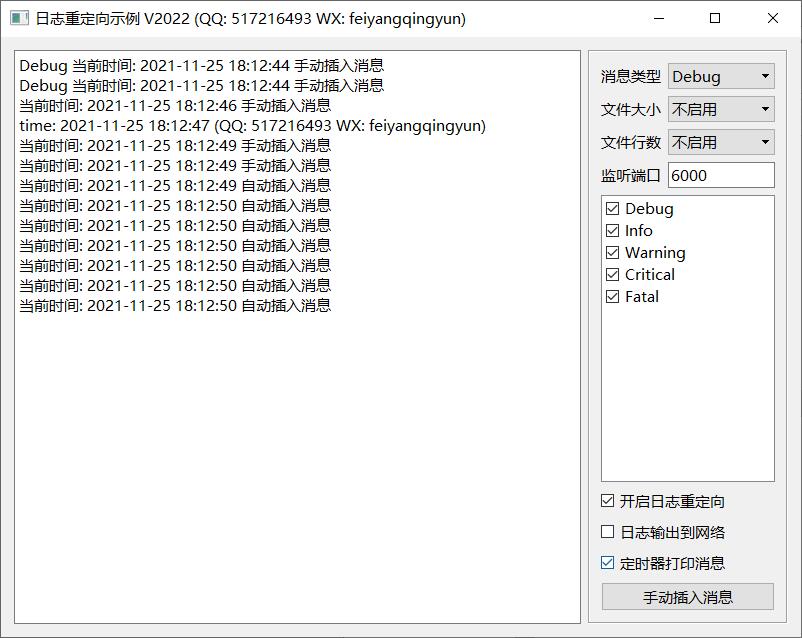 日志重定向示例 V2022 (QQ: 517216493 WX: feiyangqingyun)
Debug 当前时间: 2021-11-25 18:12:44 手动插入消息
Debug 当前时间: 2021-11-25 18:12:44 手动插入消息
当前时间: 2021-11-25 18:12:46 手动插入消息
time: 2021-11-25 18:12:47 (QQ: 517216493 WX: feiyangqingyun)
当前时间: 2021-11-25 18:12:49 手动插入消息
当前时间: 2021-11-25 18:12:49 手动插入消息
当前时间: 2021-11-25 18:12:49 自动插入消息
当前时间: 2021-11-25 18:12:50 自动插入消息
当前时间: 2021-11-25 18:12:50 自动插入消息
当前时间: 2021-11-25 18:12:50 自动插入消息
当前时间: 2021-11-25 18:12:50 自动插入消息
当前时间: 2021-11-25 18:12:50 自动插入消息
当前时间: 2021-11-25 18:12:50 自动插入消息
消息类型 Debug
文件大小 不启用
文件行数 不启用
监听端口 6000
Debug
Info
Warning
Critical
Fatal
开启日志重定向
日志输出到网络
定时器打印消息
手动插入消息